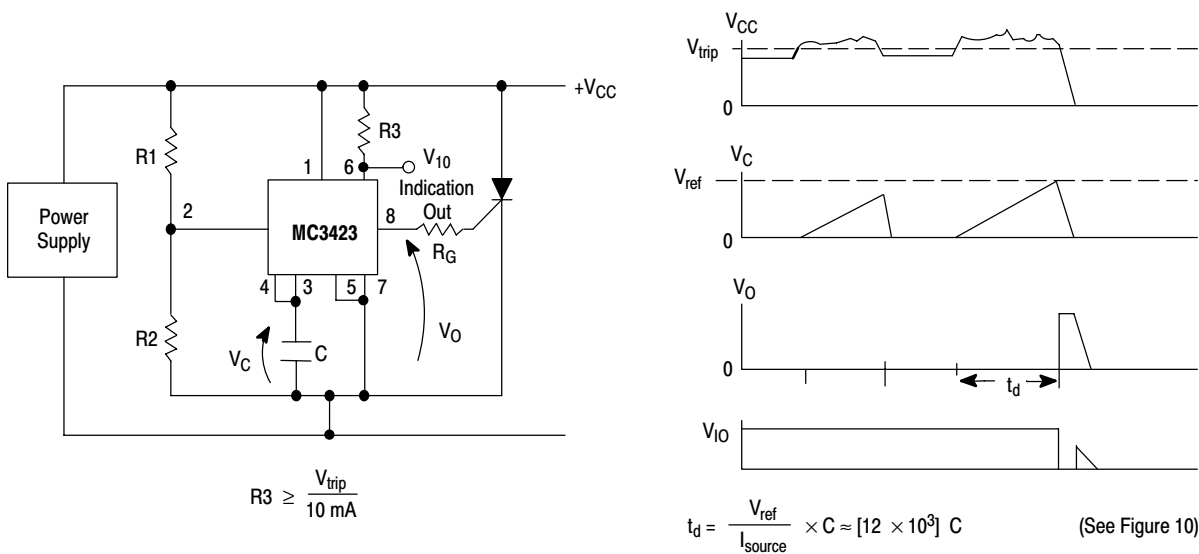 +VCC
R1
R3
1
6
V10
Indication
Out
Power
Supply
2
MC3423
8
RG
4
3
5
7
R2
VC
C
VO
R3 ≥ Vtrip
10 mA
VCC
Vtrip
0
VC
Vref
0
VO
0
td
VIO
td = Vref / Isource × C ≈ [12 × 10³] C (See Figure 10)